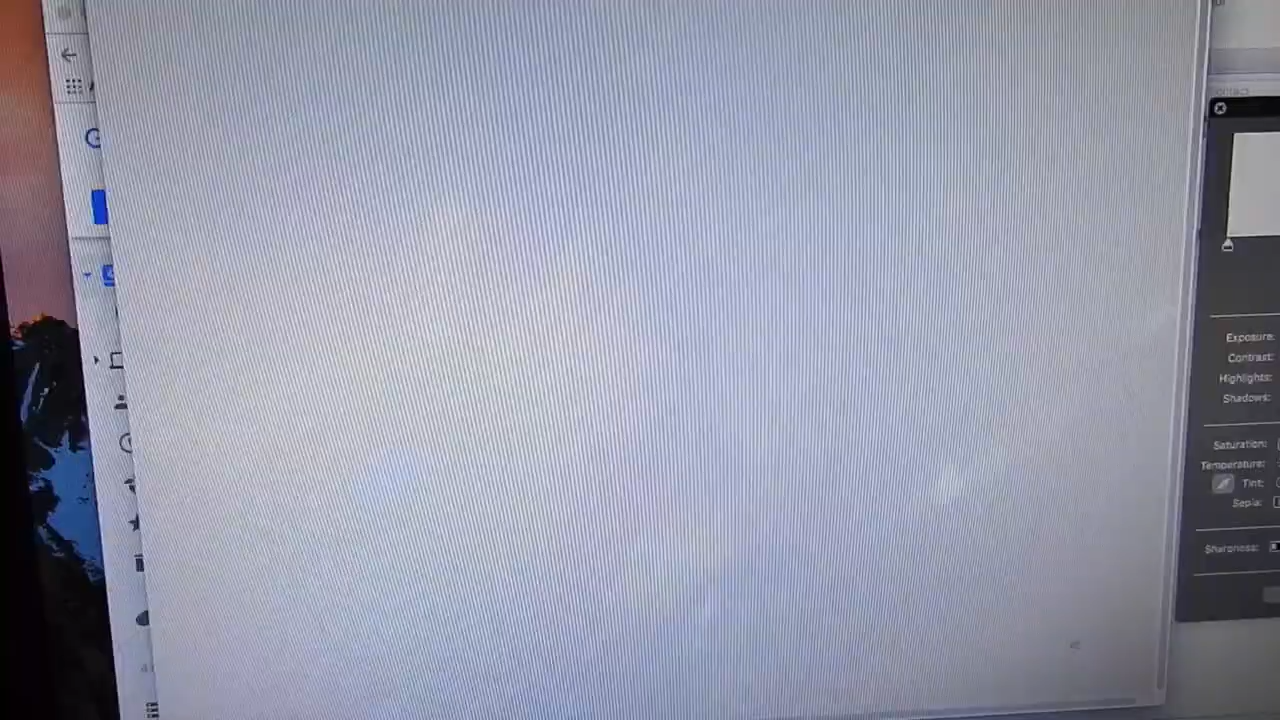 Exposure:
Contrast:
Highlights:
Shadows:
Saturation:
Temperature:
Tint:
Sepia:
Sharpness: